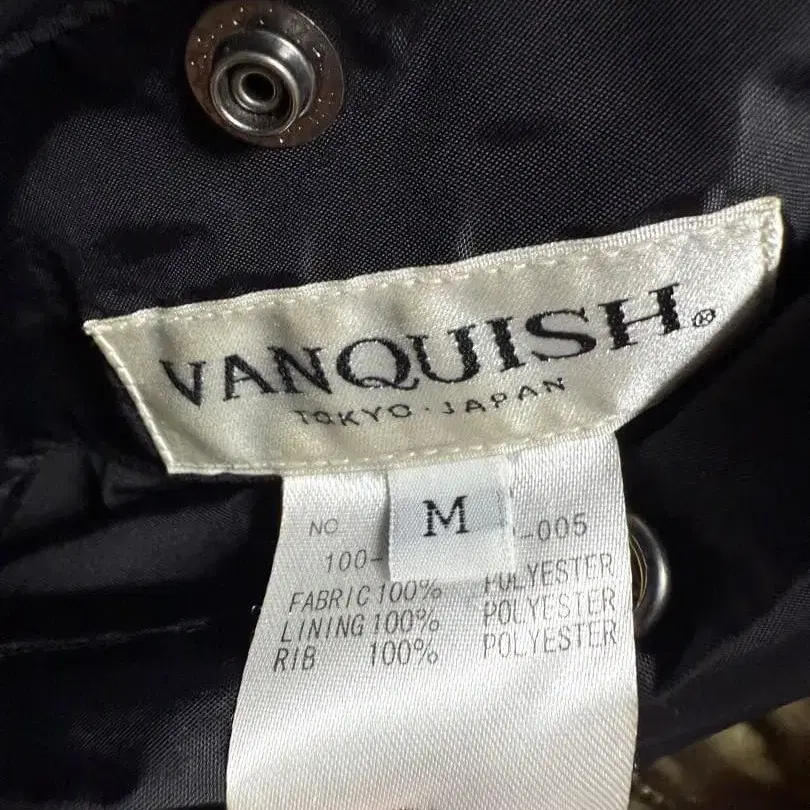 VANQUISH®
TOKYO・JAPAN
M
NO -005
100-
FABRIC 100% POLYESTER
LINING 100% POLYESTER
RIB 100% POLYESTER